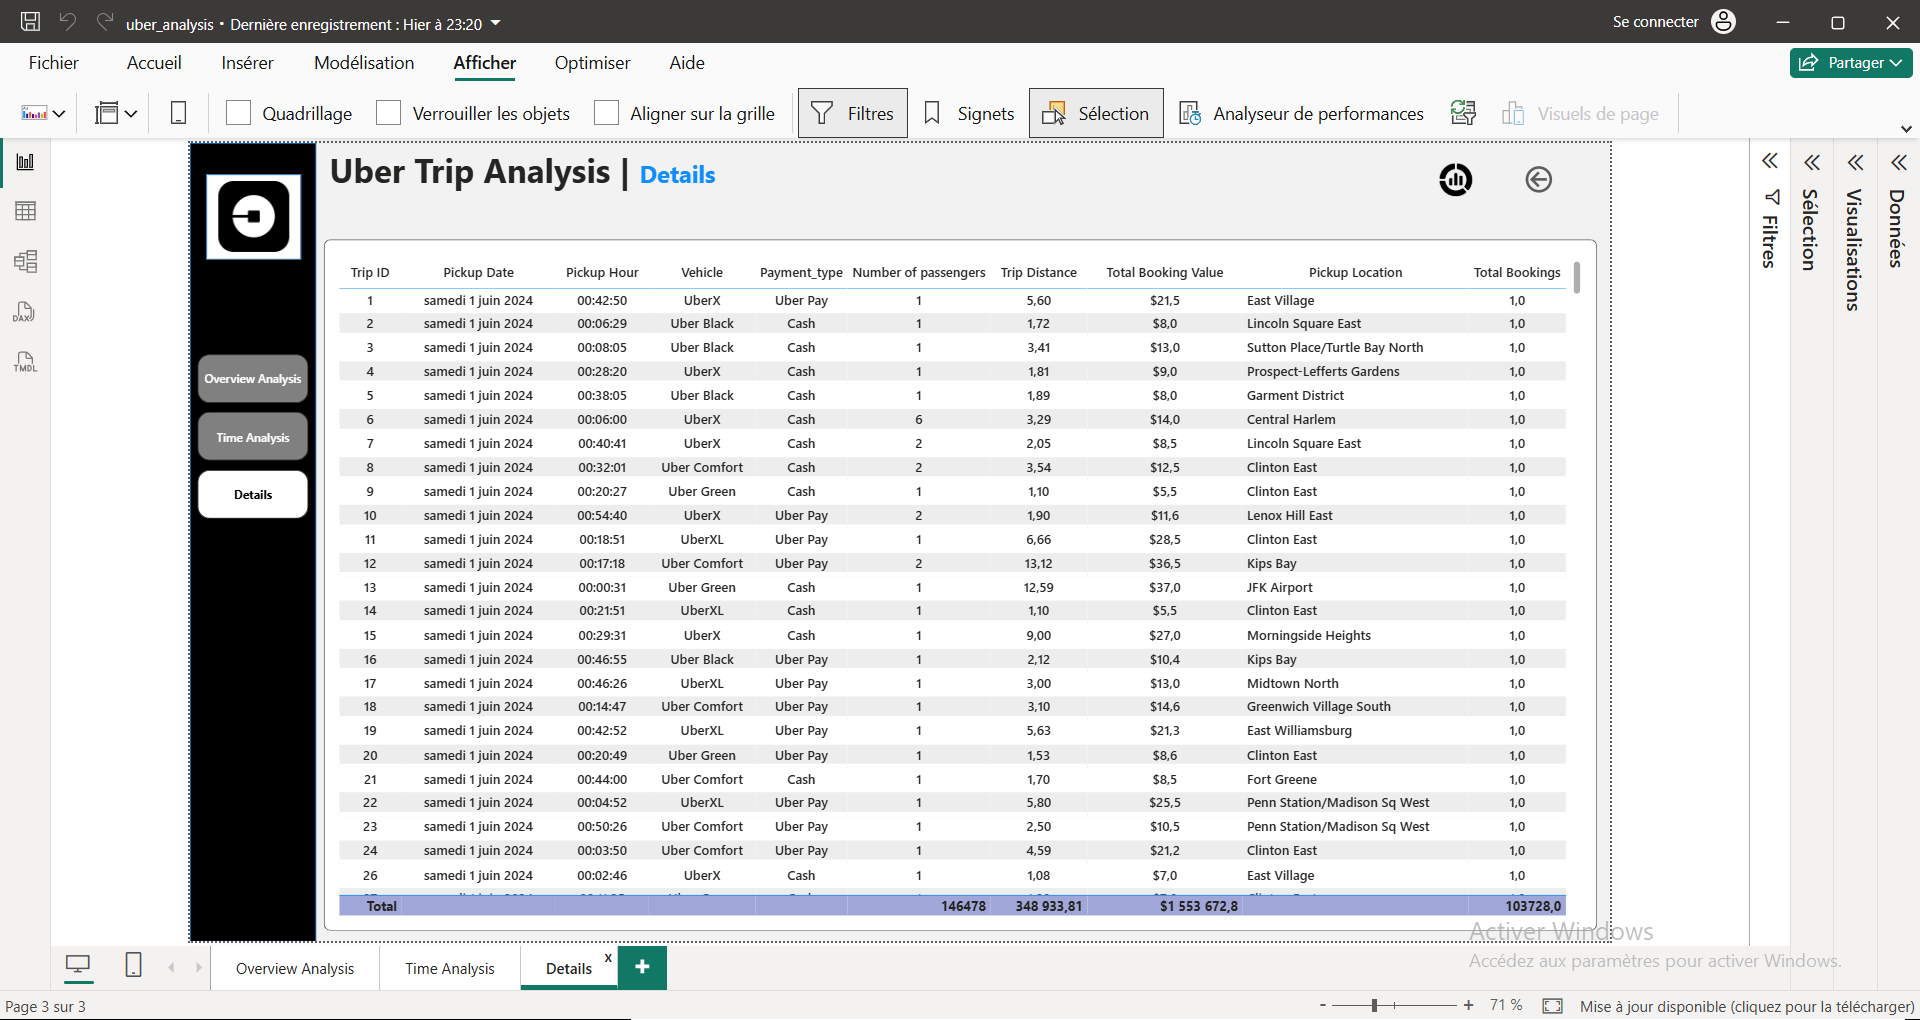 uber_analysis • Dernière enregistrement : Hier à 23:20
Se connecter
Fichier Accueil Insérer Modélisation Afficher Optimiser Aide
Partager
Quadrillage Verrouiller les objets Aligner sur la grille Filtres Signets Sélection Analyseur de performances Visuels de page
Uber Trip Analysis | Details
Overview Analysis
Time Analysis
Details
Trip ID Pickup Date Pickup Hour Vehicle Payment_type Number of passengers Trip Distance Total Booking Value Pickup Location Total Bookings
1 samedi 1 juin 2024 00:42:50 UberX Uber Pay 1 5,60 $21,5 East Village 1,0
2 samedi 1 juin 2024 00:06:29 Uber Black Cash 1 1,72 $8,0 Lincoln Square East 1,0
3 samedi 1 juin 2024 00:08:05 Uber Black Cash 1 3,41 $13,0 Sutton Place/Turtle Bay North 1,0
4 samedi 1 juin 2024 00:28:20 UberX Cash 1 1,81 $9,0 Prospect-Lefferts Gardens 1,0
5 samedi 1 juin 2024 00:38:05 Uber Black Cash 1 1,89 $8,0 Garment District 1,0
6 samedi 1 juin 2024 00:06:00 UberX Cash 6 3,29 $14,0 Central Harlem 1,0
7 samedi 1 juin 2024 00:40:41 UberX Cash 2 2,05 $8,5 Lincoln Square East 1,0
8 samedi 1 juin 2024 00:32:01 Uber Comfort Cash 2 3,54 $12,5 Clinton East 1,0
9 samedi 1 juin 2024 00:20:27 Uber Green Cash 1 1,10 $5,5 Clinton East 1,0
10 samedi 1 juin 2024 00:54:40 UberX Uber Pay 2 1,90 $11,6 Lenox Hill East 1,0
11 samedi 1 juin 2024 00:18:51 UberXL Uber Pay 1 6,66 $28,5 Clinton East 1,0
12 samedi 1 juin 2024 00:17:18 Uber Comfort Uber Pay 2 13,12 $36,5 Kips Bay 1,0
13 samedi 1 juin 2024 00:00:31 Uber Green Cash 1 12,59 $37,0 JFK Airport 1,0
14 samedi 1 juin 2024 00:21:51 UberXL Cash 1 1,10 $5,5 Clinton East 1,0
15 samedi 1 juin 2024 00:29:31 UberX Cash 1 9,00 $27,0 Morningside Heights 1,0
16 samedi 1 juin 2024 00:46:55 Uber Black Uber Pay 1 2,12 $10,4 Kips Bay 1,0
17 samedi 1 juin 2024 00:46:26 UberXL Uber Pay 1 3,00 $13,0 Midtown North 1,0
18 samedi 1 juin 2024 00:14:47 Uber Comfort Uber Pay 1 3,10 $14,6 Greenwich Village South 1,0
19 samedi 1 juin 2024 00:42:52 UberXL Uber Pay 1 5,63 $21,3 East Williamsburg 1,0
20 samedi 1 juin 2024 00:20:49 Uber Green Uber Pay 1 1,53 $8,6 Clinton East 1,0
21 samedi 1 juin 2024 00:44:00 Uber Comfort Cash 1 1,70 $8,5 Fort Greene 1,0
22 samedi 1 juin 2024 00:04:52 UberXL Uber Pay 1 5,80 $25,5 Penn Station/Madison Sq West 1,0
23 samedi 1 juin 2024 00:50:26 Uber Comfort Uber Pay 1 2,50 $10,5 Penn Station/Madison Sq West 1,0
24 samedi 1 juin 2024 00:03:50 Uber Comfort Uber Pay 1 4,59 $21,2 Clinton East 1,0
26 samedi 1 juin 2024 00:02:46 UberX Cash 1 1,08 $7,0 East Village 1,0
Total 146478 348 933,81 $1 553 672,8 103728,0
Filtres
Sélection
Visualisations
Données
DAX
TMDL
Activer Windows
Accédez aux paramètres pour activer Windows.
Overview Analysis Time Analysis Details x +
Page 3 sur 3
- + 71 % Mise à jour disponible (cliquez pour la télécharger)